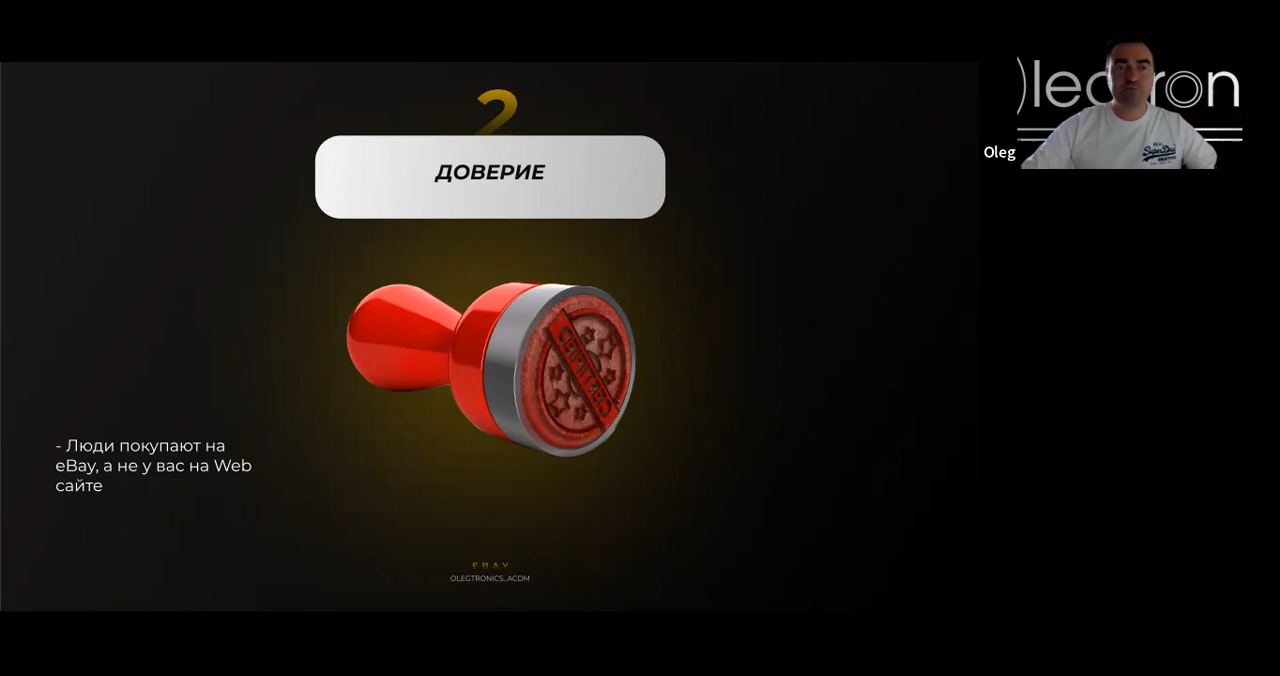 2
ДОВЕРИЕ
- Люди покупают на
eBay, а не у вас на Web
сайте
EBAY
OLEGTRONICS_ACDM
Oleg